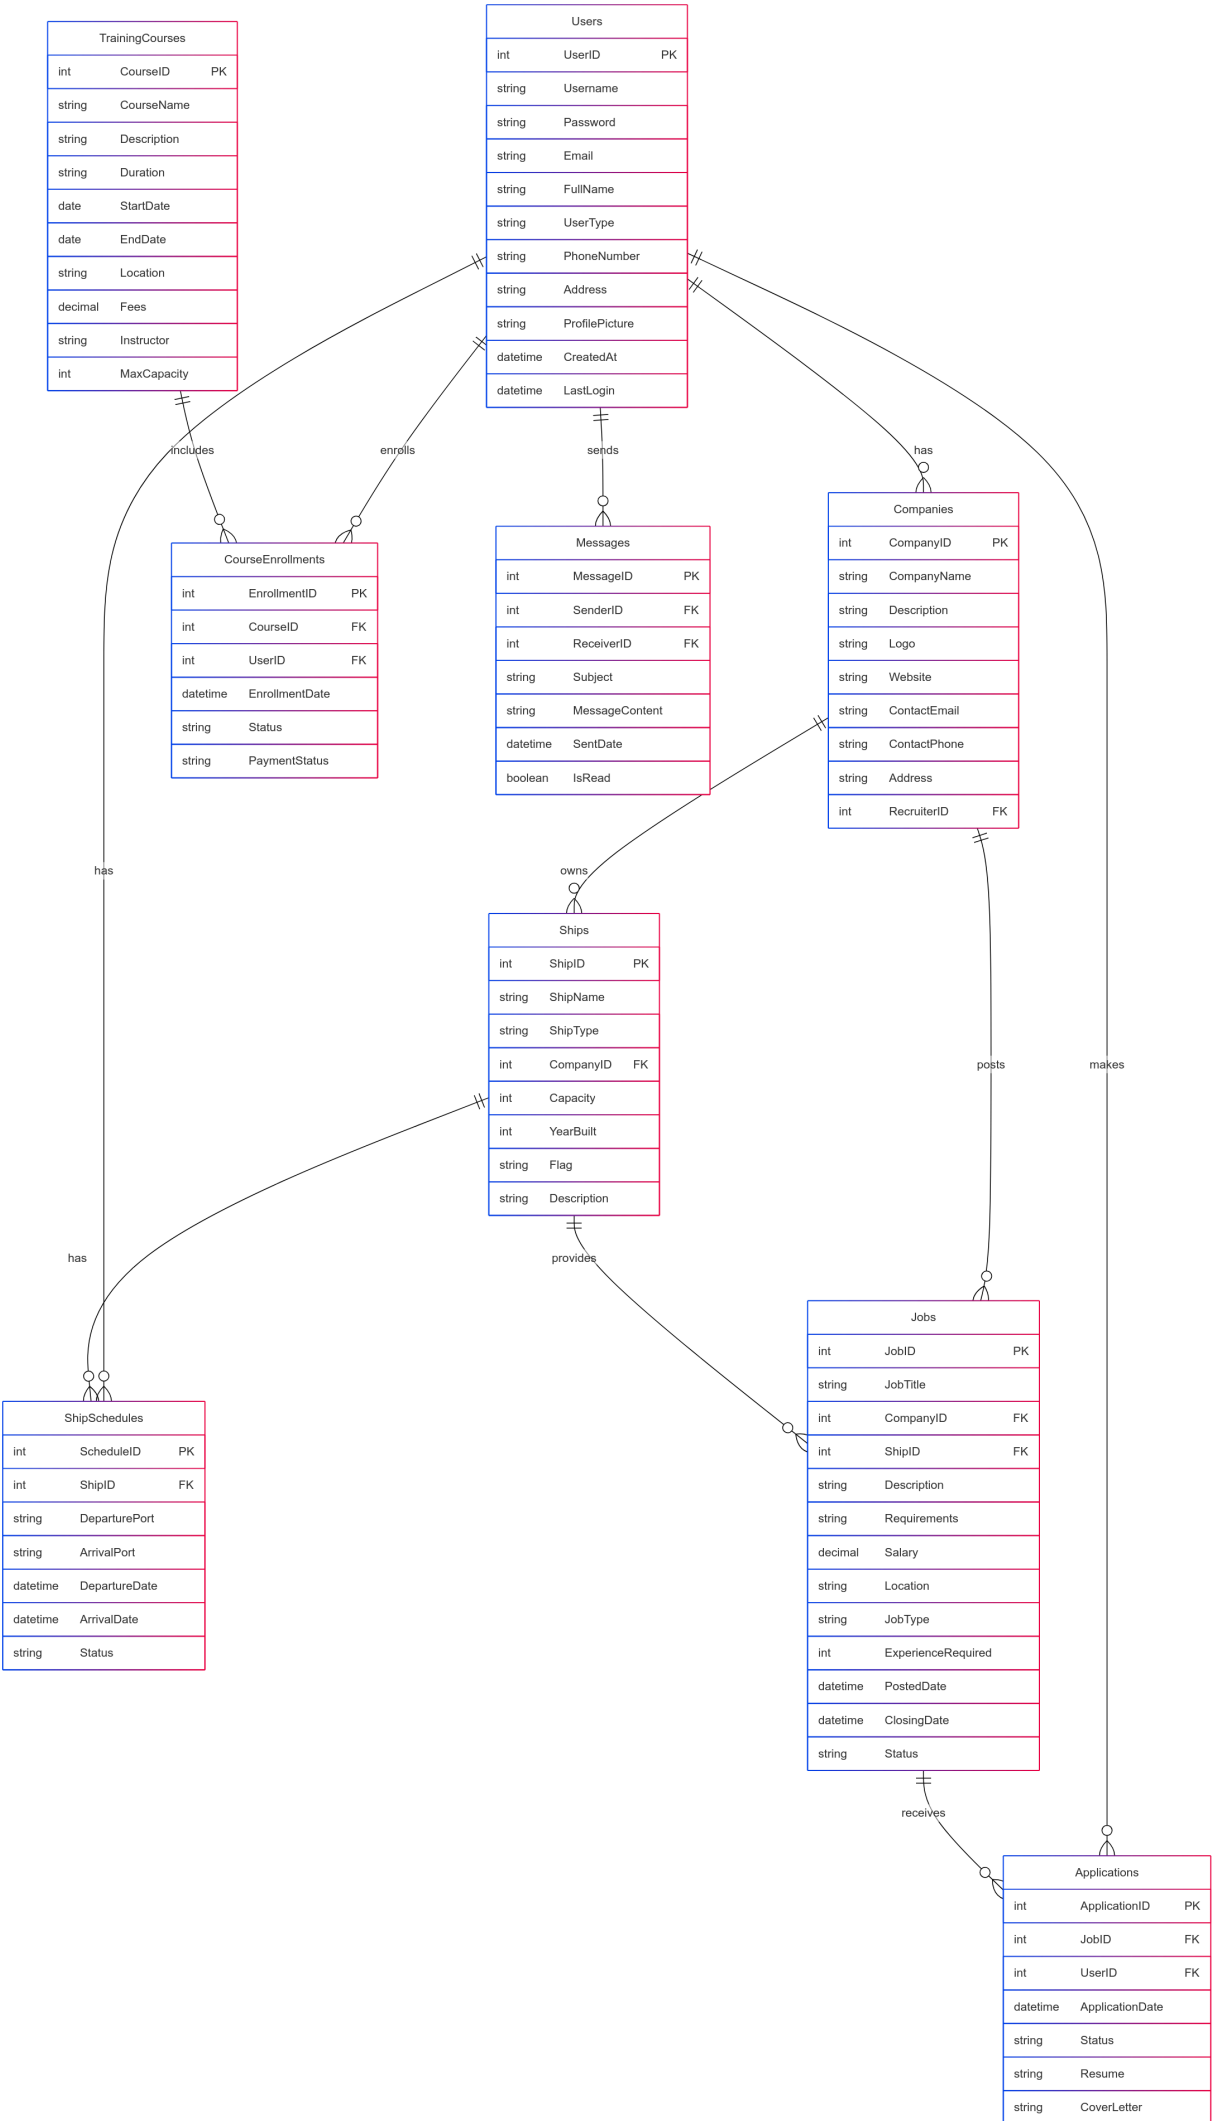 TrainingCourses
int CourseID PK
string CourseName
string Description
string Duration
date StartDate
date EndDate
string Location
decimal Fees
string Instructor
int MaxCapacity
Users
int UserID PK
string Username
string Password
string Email
string FullName
string UserType
string PhoneNumber
string Address
string ProfilePicture
datetime CreatedAt
datetime LastLogin
includes
enrolls
sends
has
CourseEnrollments
int EnrollmentID PK
int CourseID FK
int UserID FK
datetime EnrollmentDate
string Status
string PaymentStatus
Messages
int MessageID PK
int SenderID FK
int ReceiverID FK
string Subject
string MessageContent
datetime SentDate
boolean IsRead
Companies
int CompanyID PK
string CompanyName
string Description
string Logo
string Website
string ContactEmail
string ContactPhone
string Address
int RecruiterID FK
has
owns
Ships
int ShipID PK
string ShipName
string ShipType
int CompanyID FK
int Capacity
int YearBuilt
string Flag
string Description
posts
makes
has
provides
ShipSchedules
int ScheduleID PK
int ShipID FK
string DeparturePort
string ArrivalPort
datetime DepartureDate
datetime ArrivalDate
string Status
Jobs
int JobID PK
string JobTitle
int CompanyID FK
int ShipID FK
string Description
string Requirements
decimal Salary
string Location
string JobType
int ExperienceRequired
datetime PostedDate
datetime ClosingDate
string Status
receives
Applications
int ApplicationID PK
int JobID FK
int UserID FK
datetime ApplicationDate
string Status
string Resume
string CoverLetter